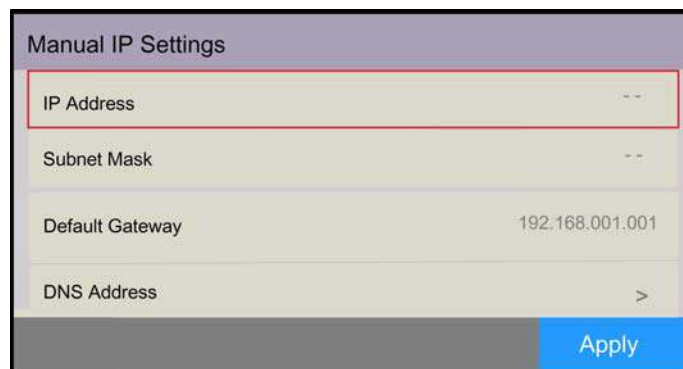 Manual IP Settings
IP Address --
Subnet Mask --
Default Gateway 192.168.001.001
DNS Address >
Apply